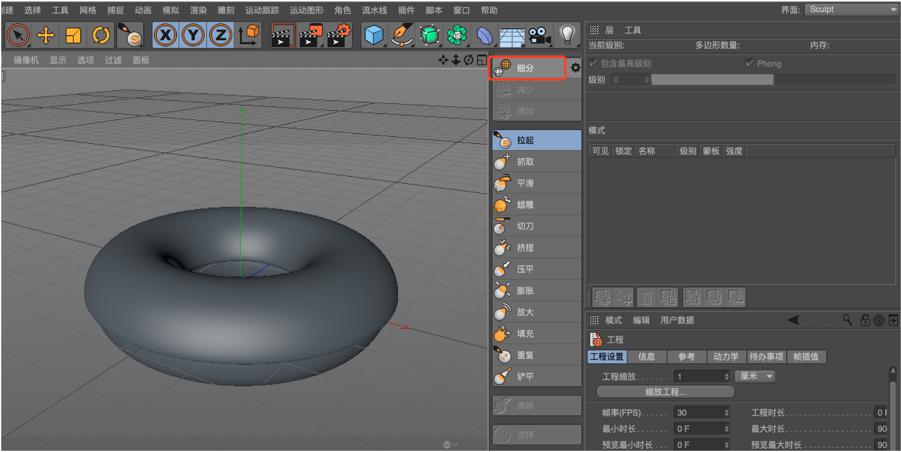 创建 选择 工具 网格 捕捉 动画 模拟 渲染 雕刻 运动跟踪 运动图形 角色 流水线 插件 脚本 窗口 帮助
界面: Sculpt
X Y Z
摄像机 显示 选项 过滤 面板
细分
减少
增加
拉起
抓取
平滑
蜡雕
切刀
挤捏
压平
膨胀
放大
填充
重复
铲平
擦除
选择
层 工具
当前级别: 多边形数量: 内存:
包含最高级别 Phong
级别 0
模式
可见 锁定 名称 级别 蒙板 强度
模式 编辑 用户数据
工程
工程设置 信息 参考 动力学 待办事项 帧插值
工程缩放 . . . . . . . 1 厘米
缩放工程...
帧率(FPS) . . . . . 30 工程时长 . . . . . . . 0 F
最小时长 . . . . . . 0 F 最大时长 . . . . . . . 90
预览最小时长 . . . 0 F 预览最大时长 . . . . 90